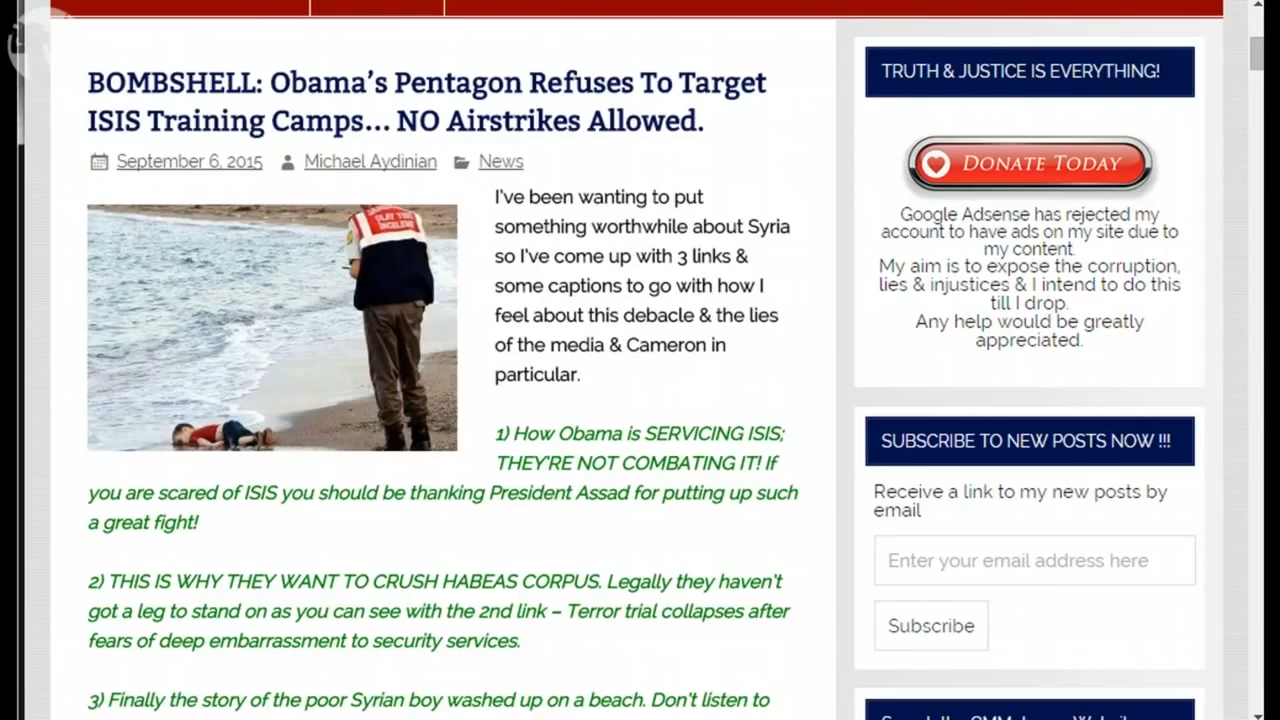 BOMBSHELL: Obama's Pentagon Refuses To Target
ISIS Training Camps... NO Airstrikes Allowed.
September 6, 2015 Michael Aydinian News
I've been wanting to put
something worthwhile about Syria
so I've come up with 3 links &
some captions to go with how I
feel about this debacle & the lies
of the media & Cameron in
particular.
1) How Obama is SERVICING ISIS;
THEY'RE NOT COMBATING IT! If
you are scared of ISIS you should be thanking President Assad for putting up such
a great fight!
2) THIS IS WHY THEY WANT TO CRUSH HABEAS CORPUS. Legally they haven't
got a leg to stand on as you can see with the 2nd link – Terror trial collapses after
fears of deep embarrassment to security services.
3) Finally the story of the poor Syrian boy washed up on a beach. Don't listen to
TRUTH & JUSTICE IS EVERYTHING!
DONATE TODAY
Google Adsense has rejected my
account to have ads on my site due to
my content.
My aim is to expose the corruption,
lies & injustices & I intend to do this
till I drop.
Any help would be greatly
appreciated.
SUBSCRIBE TO NEW POSTS NOW !!!
Receive a link to my new posts by
email
Enter your email address here
Subscribe